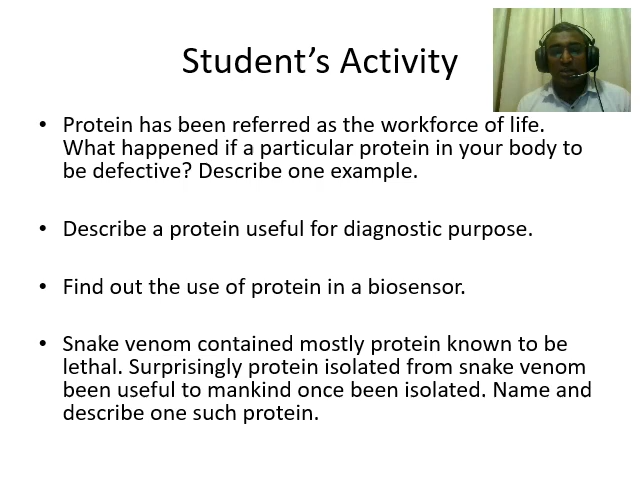 Student’s Activity
• Protein has been referred as the workforce of life.
What happened if a particular protein in your body to
be defective? Describe one example.
• Describe a protein useful for diagnostic purpose.
• Find out the use of protein in a biosensor.
• Snake venom contained mostly protein known to be
lethal. Surprisingly protein isolated from snake venom
been useful to mankind once been isolated. Name and
describe one such protein.